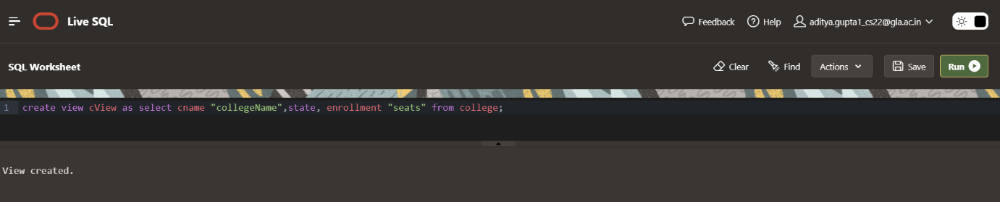 Live SQL Feedback Help aditya.gupta1_cs22@gla.ac.in
SQL Worksheet Clear Find Actions Save Run
1 create view cView as select cname "collegeName",state, enrollment "seats" from college;
View created.